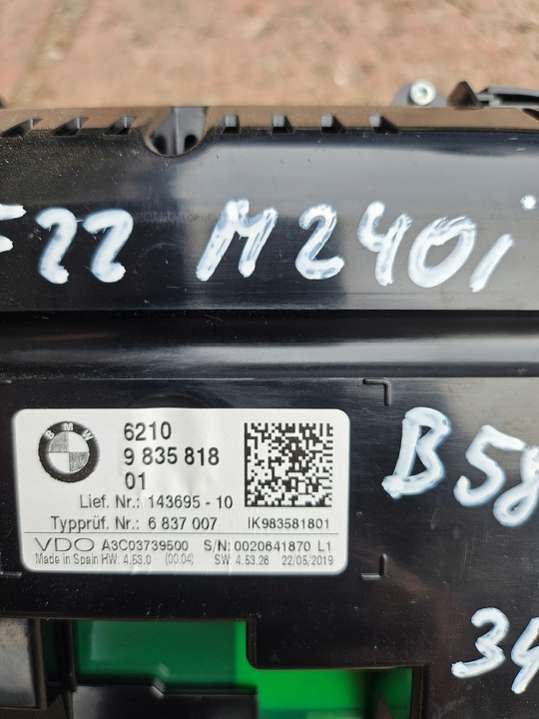 F22 M240i
BMW
6210
9 835 818
01
Lief. Nr.: 143695 - 10
Typprüf. Nr.: 6 837 007
IK983581801
VDO A3C03739500 S/N: 0020641870 L1
Made in Spain HW: 4.53.0 (00.04) SW: 4.53.26 22/05/2019
B58
34